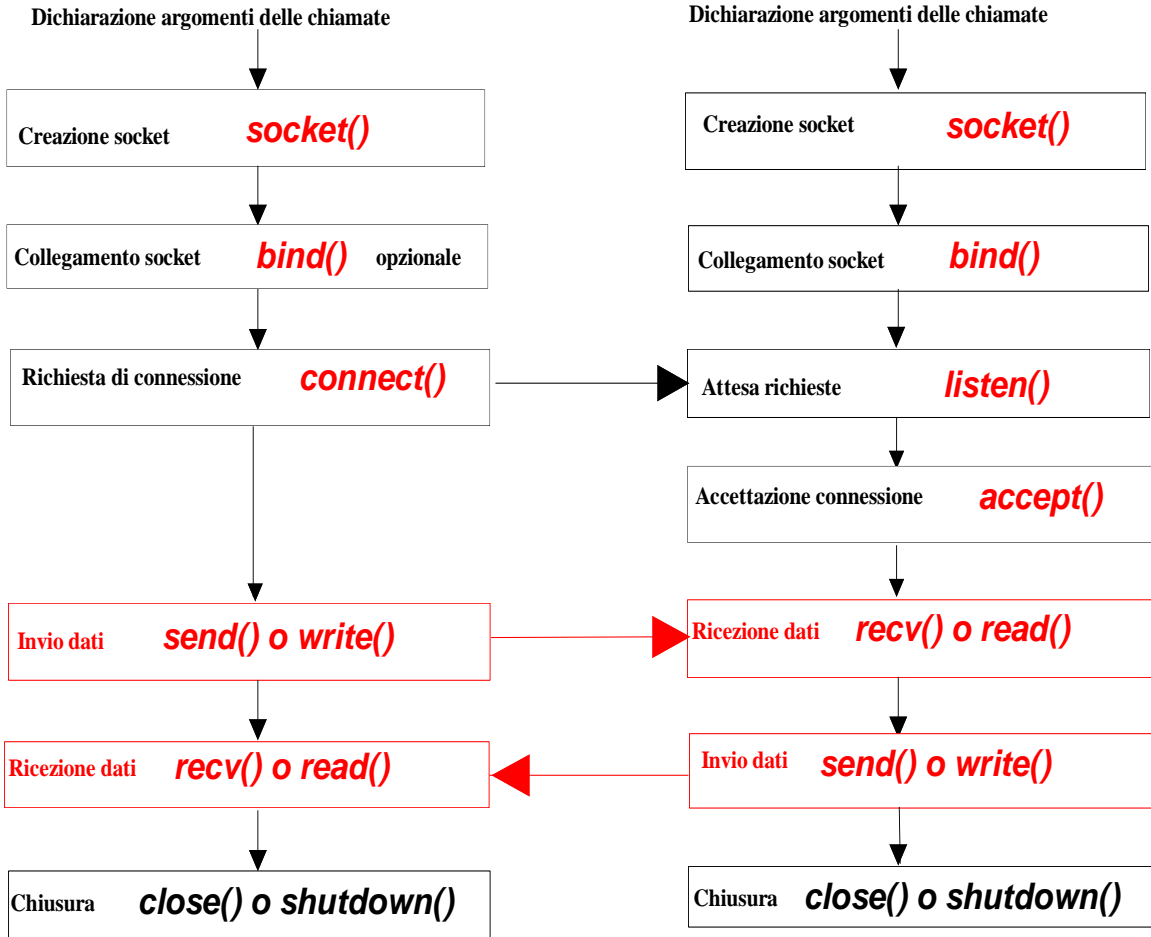 Dichiarazione argomenti delle chiamate
Creazione socket socket()
Collegamento socket bind() opzionale
Richiesta di connessione connect()
Invio dati send() o write()
Ricezione dati recv() o read()
Chiusura close() o shutdown()
Dichiarazione argomenti delle chiamate
Creazione socket socket()
Collegamento socket bind()
Attesa richieste listen()
Accettazione connessione accept()
Ricezione dati recv() o read()
Invio dati send() o write()
Chiusura close() o shutdown()